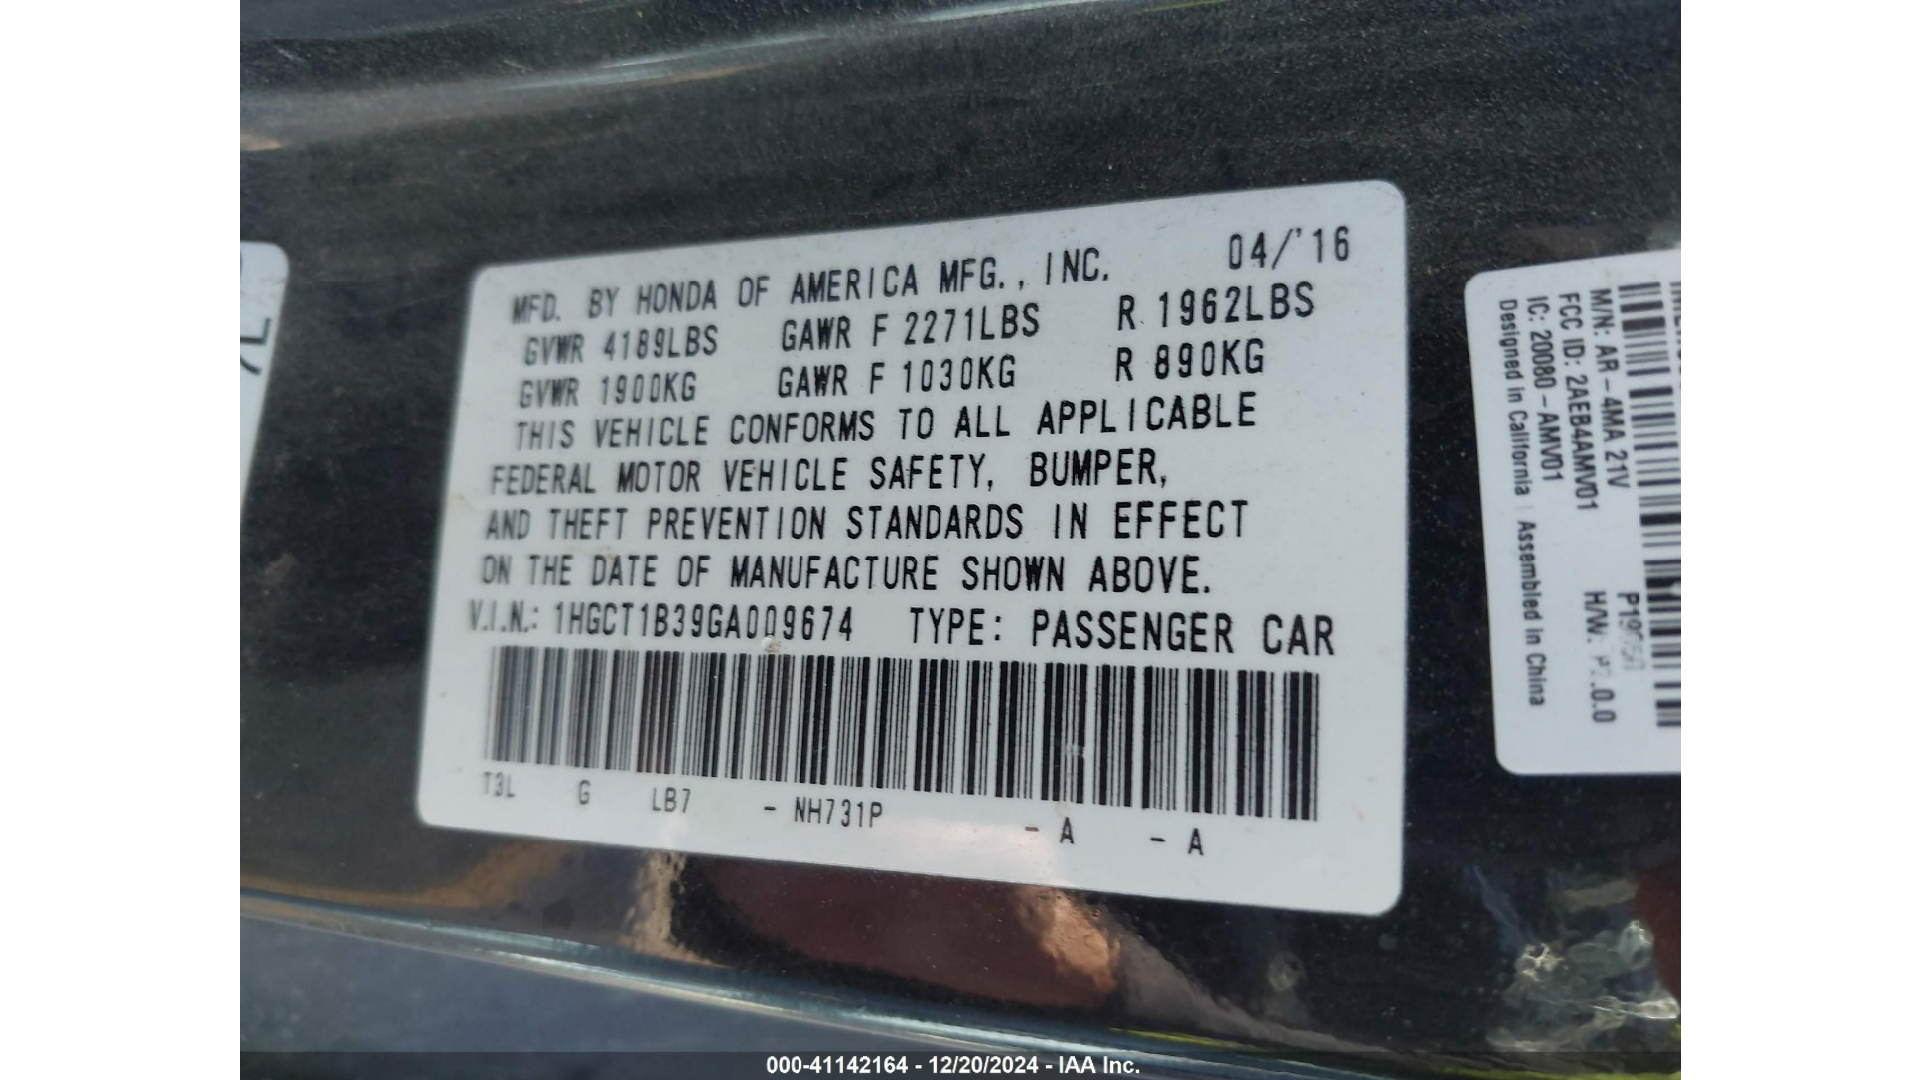 MFD. BY HONDA OF AMERICA MFG., INC. 04/'16
GVWR 4189LBS GAWR F 2271LBS R 1962LBS
GVWR 1900KG GAWR F 1030KG R 890KG
THIS VEHICLE CONFORMS TO ALL APPLICABLE
FEDERAL MOTOR VEHICLE SAFETY, BUMPER,
AND THEFT PREVENTION STANDARDS IN EFFECT
ON THE DATE OF MANUFACTURE SHOWN ABOVE.
V.I.N.: 1HGCT1B39GA009674 TYPE: PASSENGER CAR
T3L G LB7 - NH731P - A - A
M/N: AR-4MA 21V
FCC ID: 2AEB4AMV01
IC: 20080-AMV01
Designed in California | Assembled in China
H/W:
000-41142164 - 12/20/2024 - IAA Inc.